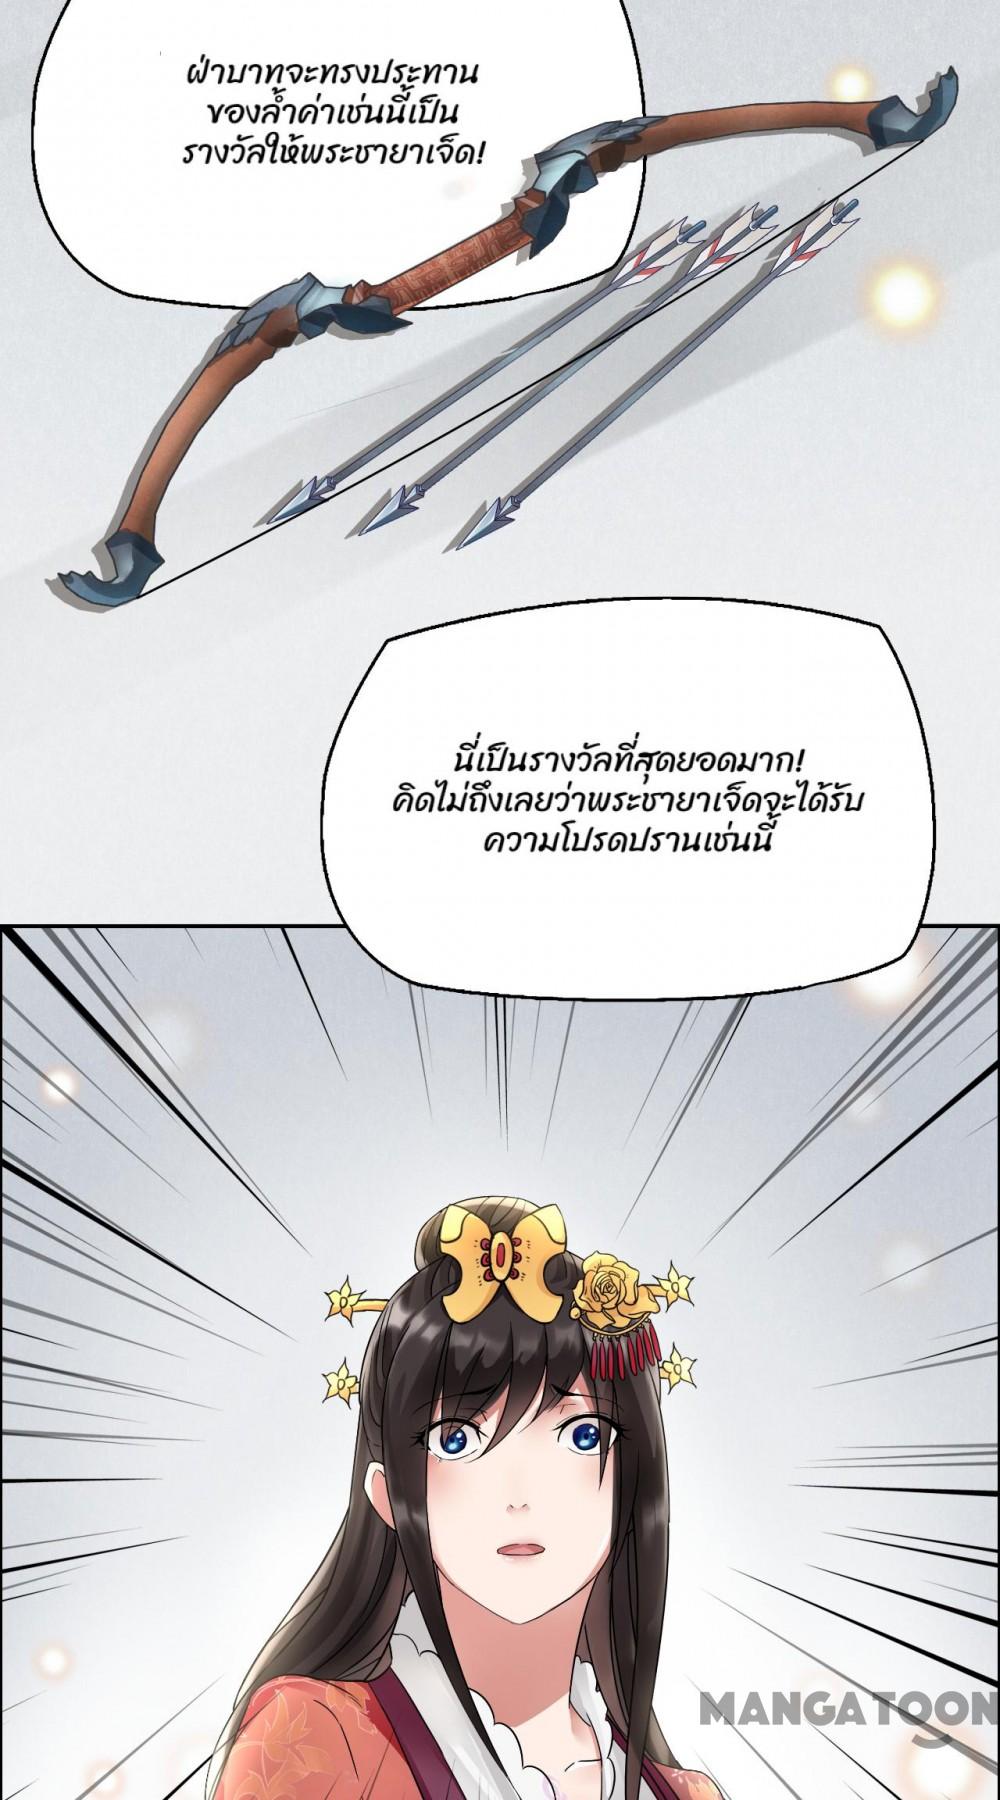 ฝ่าบาทจะทรงประทาน
ของล้ำค่าเช่นนี้เป็น
รางวัลให้พระชายาเจ็ด!
นี่เป็นรางวัลที่สุดยอดมาก!
คิดไม่ถึงเลยว่าพระชายาเจ็ดจะได้รับ
ความโปรดปรานเช่นนี้
MANGATOON